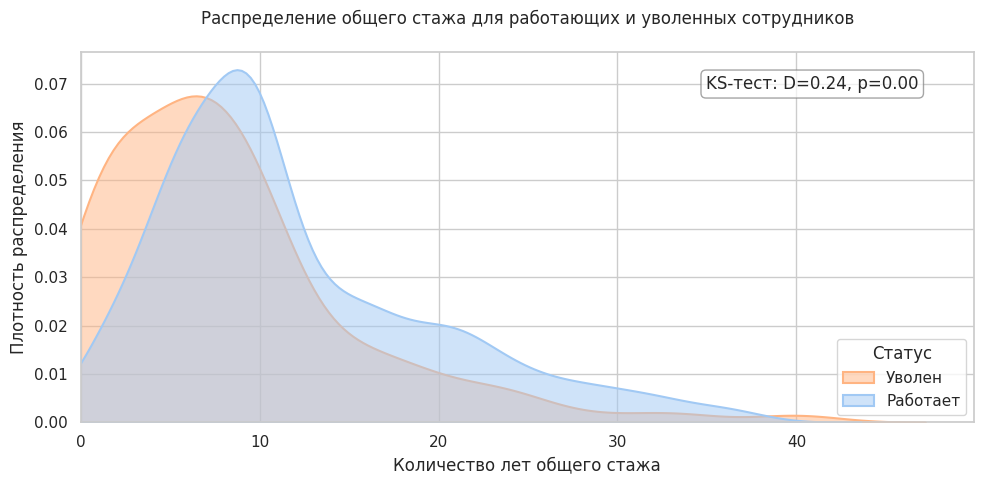 Распределение общего стажа для работающих и уволенных сотрудников
KS-тест: D=0.24, p=0.00
Плотность распределения
0.07
0.06
0.05
0.04
0.03
0.02
0.01
0.00
Статус
Уволен
Работает
0 10 20 30 40
Количество лет общего стажа